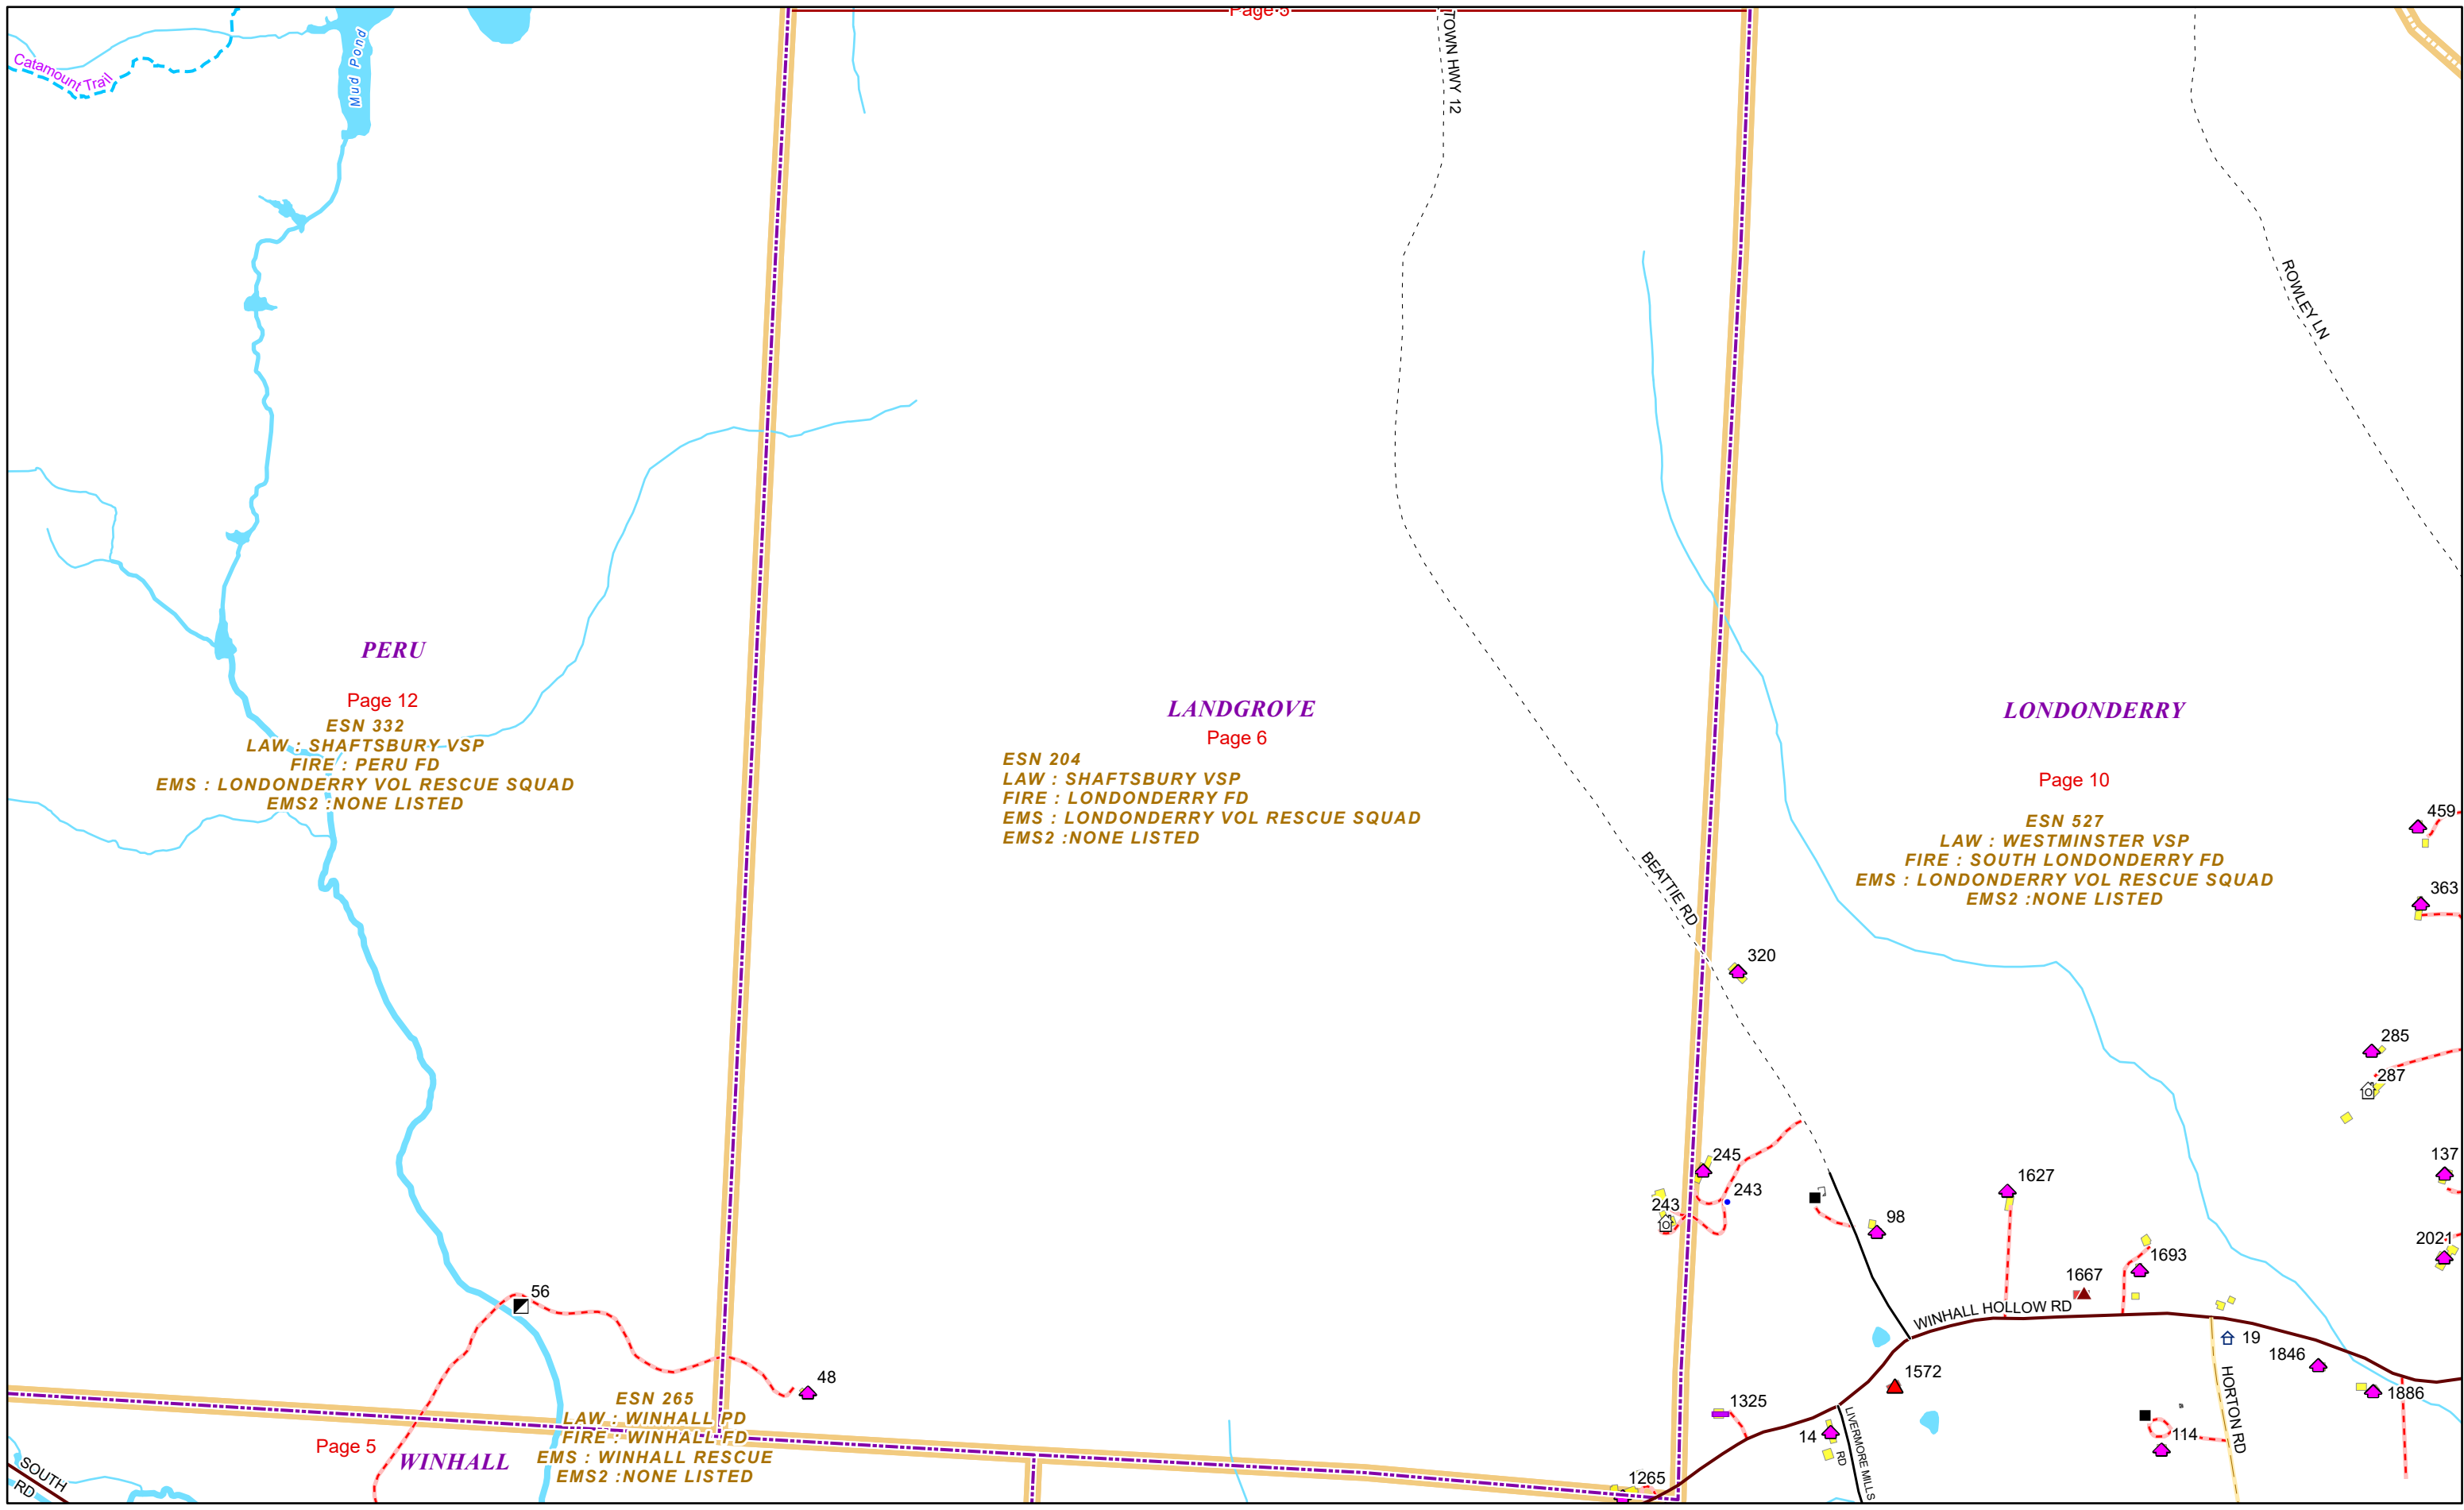 Page 5
TOWN HWY 12
Catamount Trail
Mud Pond
ROWLEY LN
PERU
Page 12
ESN 332
LAW : SHAFTSBURY VSP
FIRE : PERU FD
EMS : LONDONDERRY VOL RESCUE SQUAD
EMS2 :NONE LISTED
LANDGROVE
Page 6
ESN 204
LAW : SHAFTSBURY VSP
FIRE : LONDONDERRY FD
EMS : LONDONDERRY VOL RESCUE SQUAD
EMS2 :NONE LISTED
LONDONDERRY
Page 10
ESN 527
LAW : WESTMINSTER VSP
FIRE : SOUTH LONDONDERRY FD
EMS : LONDONDERRY VOL RESCUE SQUAD
EMS2 :NONE LISTED
459
363
BEATTIE RD
320
285
287
245
243
243
137
1627
98
2021
1693
1667
WINHALL HOLLOW RD
56
19
1846
HORTON RD
48
1572
1886
1325
14
LIVERMORE MILLS
RD
114
ESN 265
LAW : WINHALL PD
FIRE : WINHALL FD
EMS : WINHALL RESCUE
EMS2 :NONE LISTED
Page 5
WINHALL
1265
SOUTH
RD